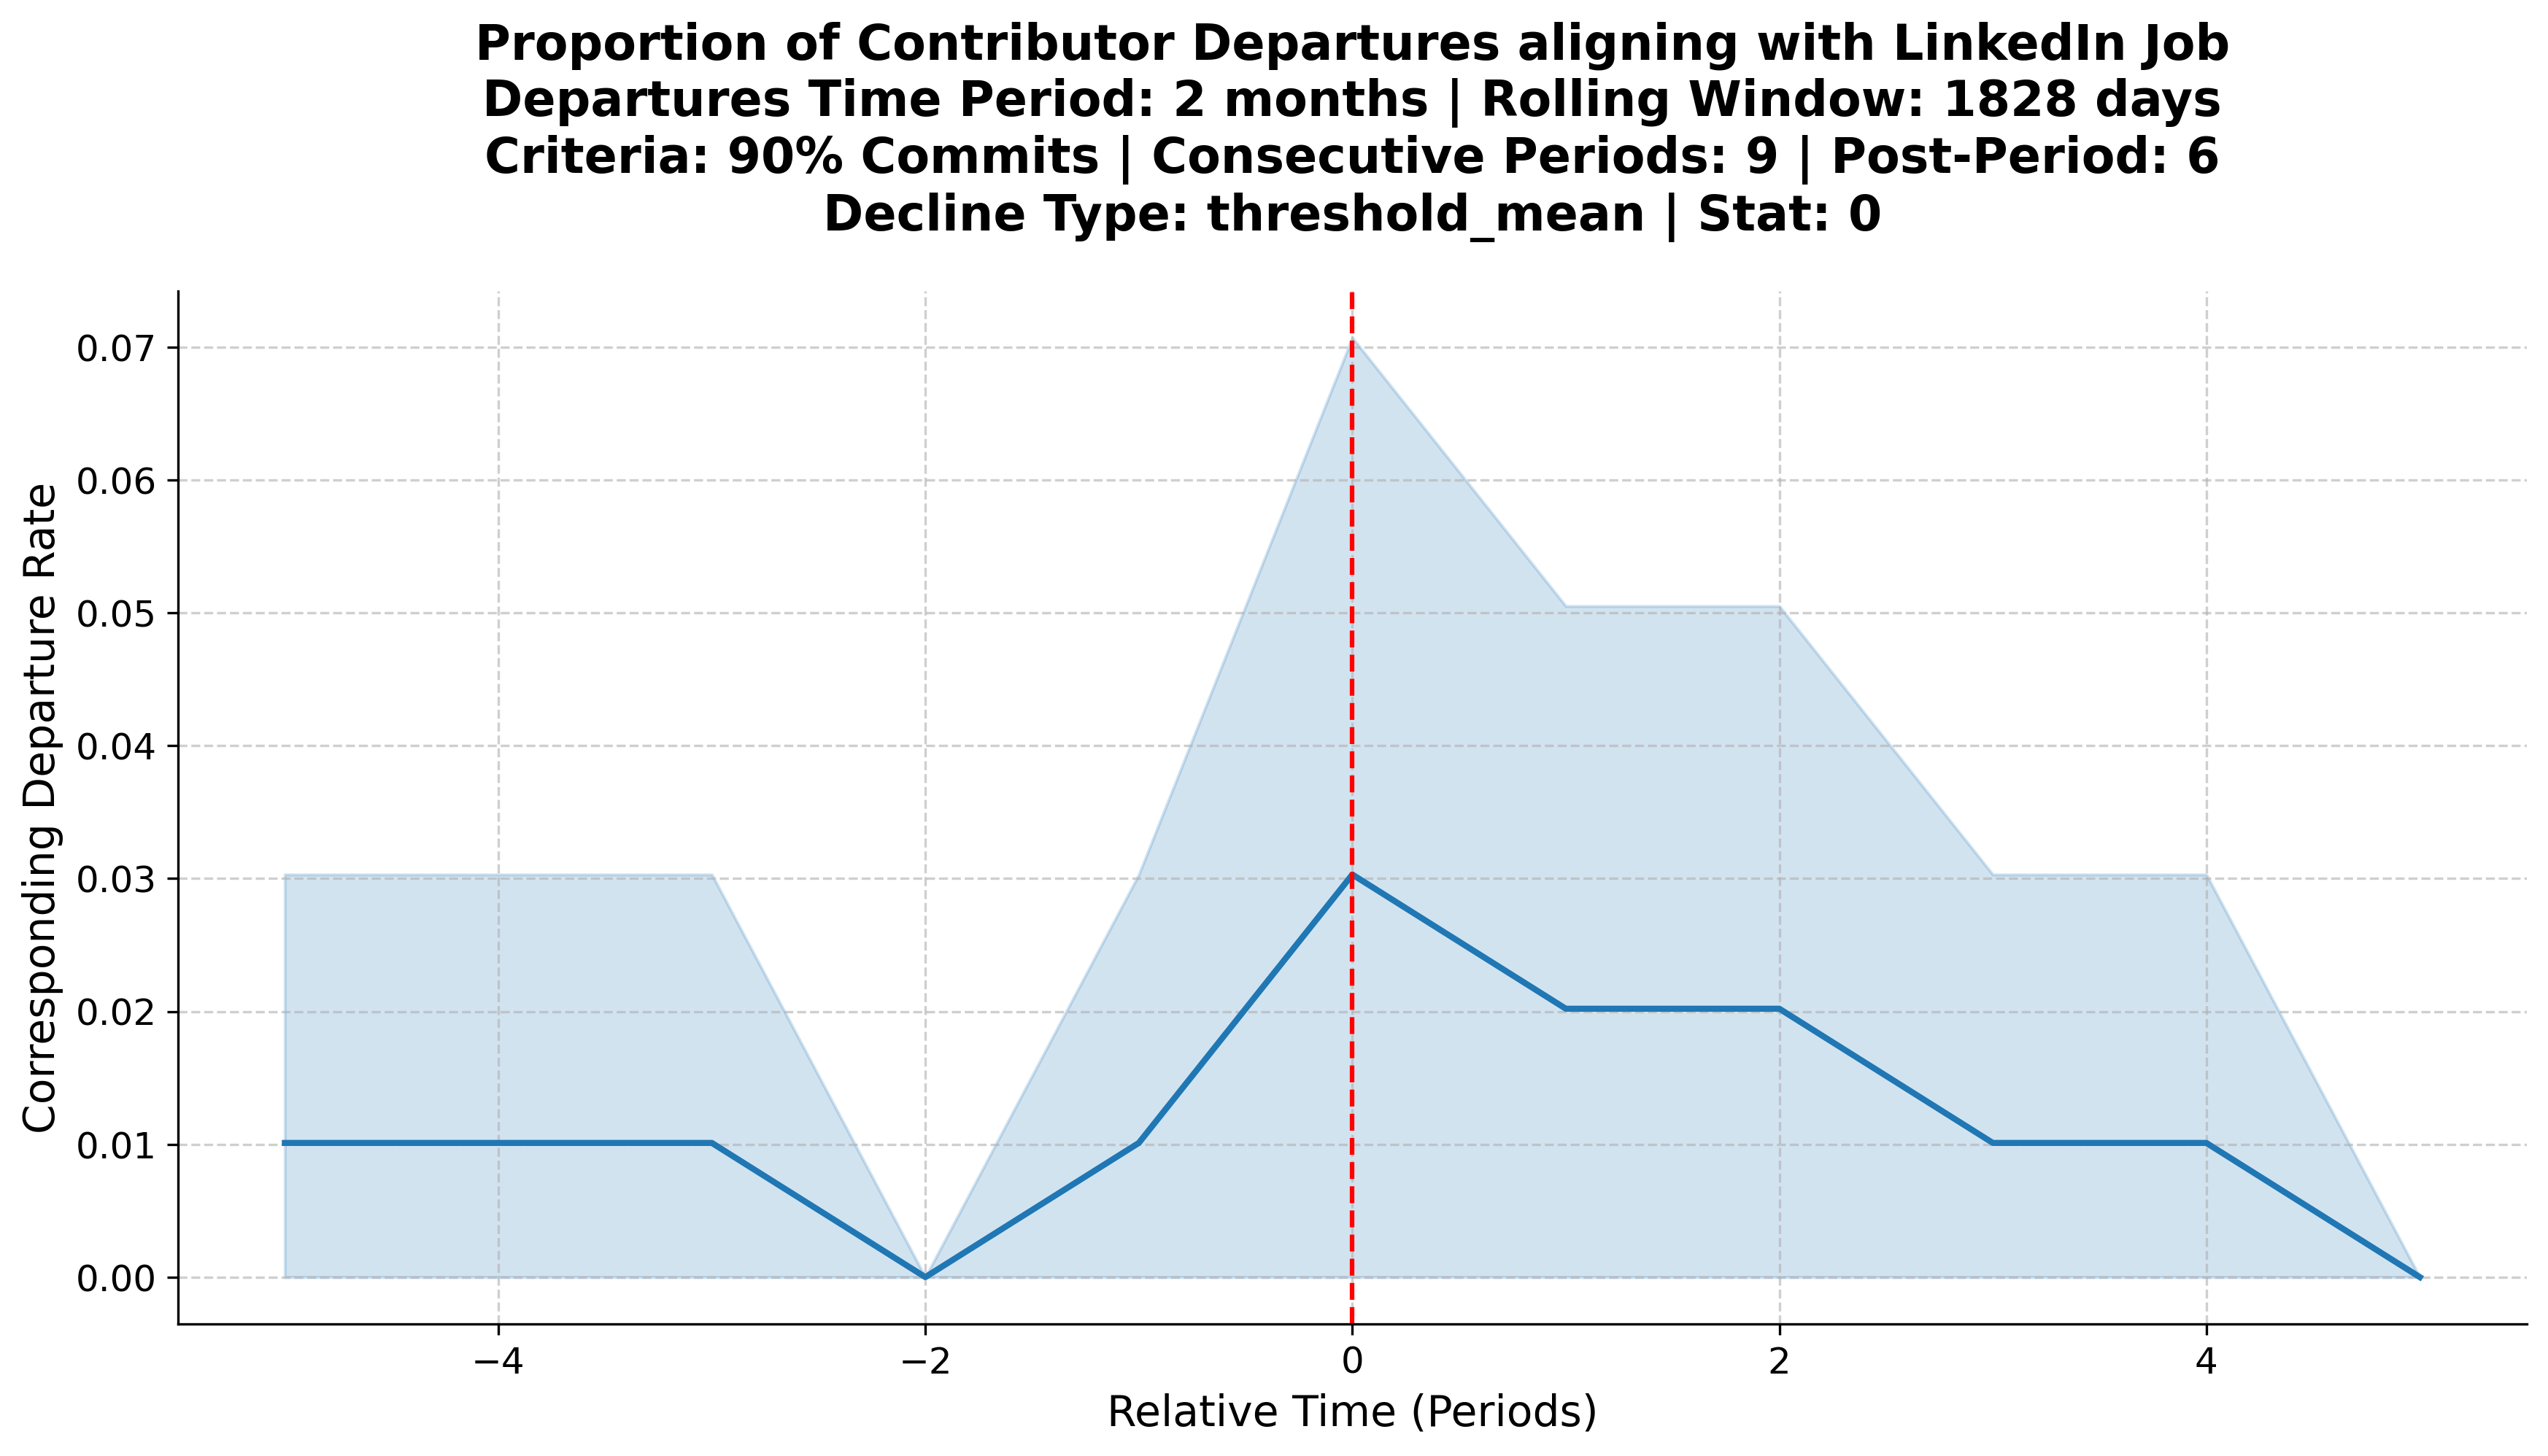 Proportion of Contributor Departures aligning with LinkedIn Job
Departures Time Period: 2 months | Rolling Window: 1828 days
Criteria: 90% Commits | Consecutive Periods: 9 | Post-Period: 6
Decline Type: threshold_mean | Stat: 0
Corresponding Departure Rate
0.07
0.06
0.05
0.04
0.03
0.02
0.01
0.00
−4
−2
0
2
4
Relative Time (Periods)